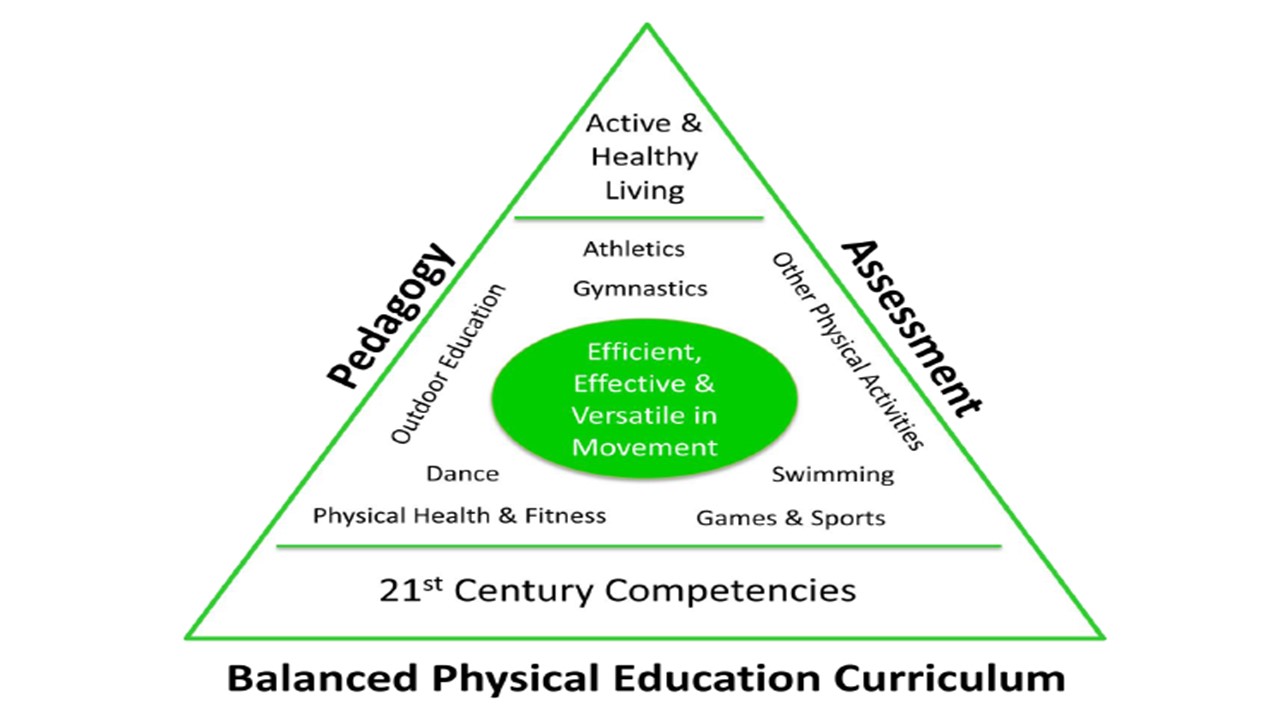 Active &
Healthy
Living
Athletics
Gymnastics
Pedagogy
Outdoor Education
Other Physical Activities
Assessment
Efficient,
Effective &
Versatile in
Movement
Dance
Swimming
Physical Health & Fitness
Games & Sports
21st Century Competencies
Balanced Physical Education Curriculum